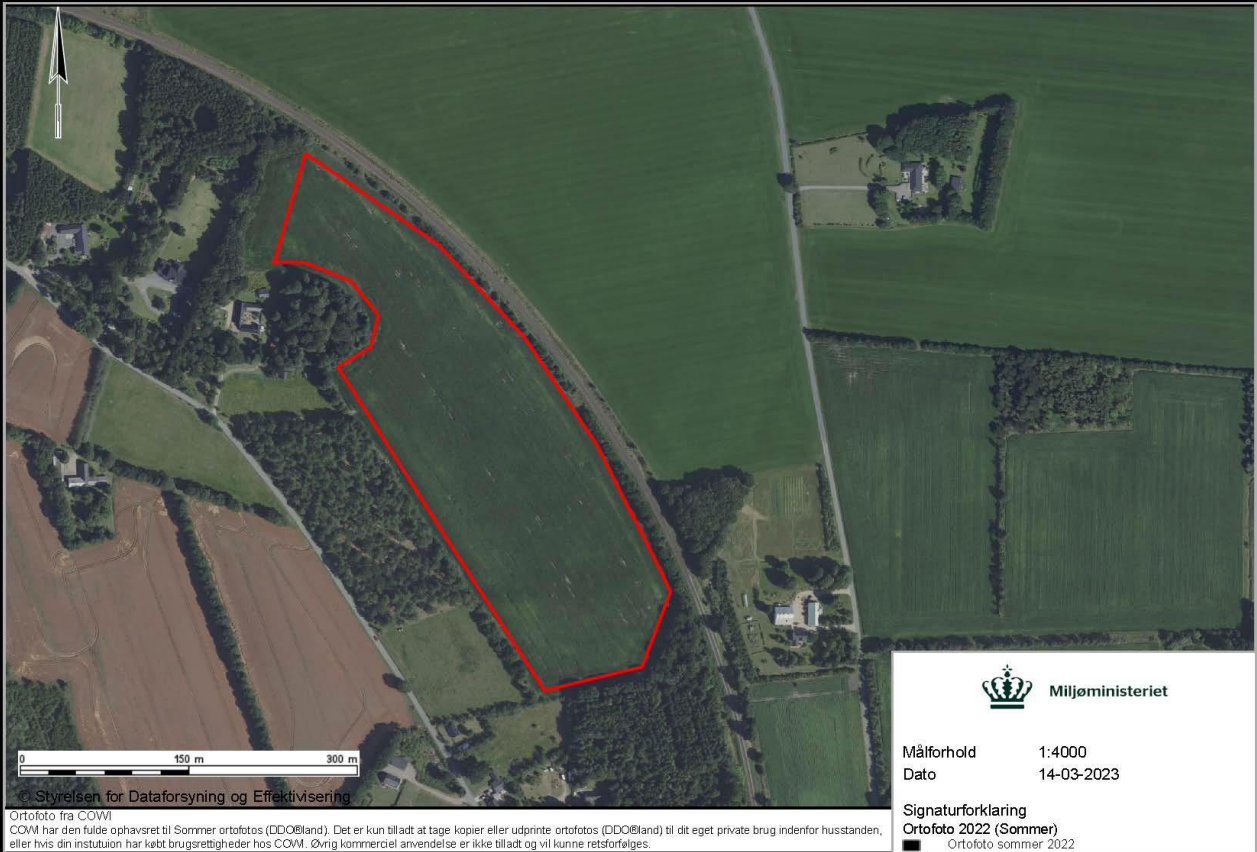 0 150 m 300 m
© Styrelsen for Dataforsyning og Effektivisering
Ortofoto fra COWI
COWI har den fulde ophavsret til Sommer ortofotos (DDO®land). Det er kun tilladt at tage kopier eller udprinte ortofotos (DDO®land) til dit eget private brug indenfor husstanden,
eller hvis din instutuion har købt brugsrettigheder hos COWI. Øvrig kommerciel anvendelse er ikke tilladt og vil kunne retsforfølges.
Miljøministeriet
Målforhold 1:4000
Dato 14-03-2023
Signaturforklaring
Ortofoto 2022 (Sommer)
Ortofoto sommer 2022